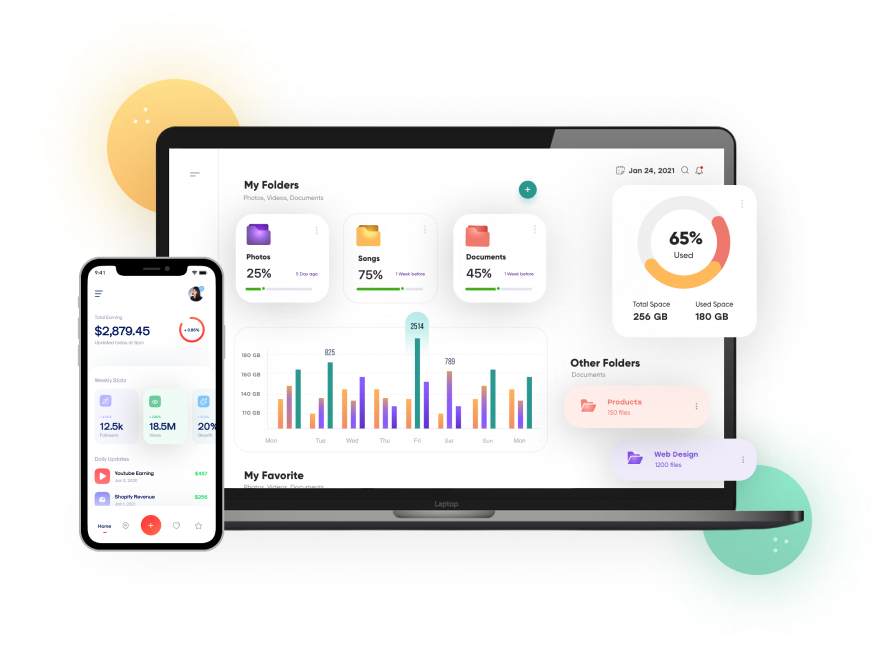 Jan 24, 2021
My Folders
Photos, Videos, Documents
+
Photos
25%
5 Day ago
Songs
75%
1 Week before
Documents
45%
1 Week before
65%
Used
Total Space
Used Space
256 GB
180 GB
2514
825
789
180 GB
160 GB
140 GB
110 GB
Mon
Tue
Wed
Thu
Fri
Sat
Sun
Mon
Other Folders
Documents
Products
150 files
Web Design
1200 files
My Favorite
Photos, Videos, Documents
Laptop
9:41
Total Earning
$2,879.45
Updated today at 9pm
+ 0.86%
Weekly Stats
12.5k
Followers
18.5M
Views
20%
Growth
Daily Updates
Youtube Earning
$457
Jan 2, 2020
Shopify Revenue
$256
Jan 1, 2021
Home
+